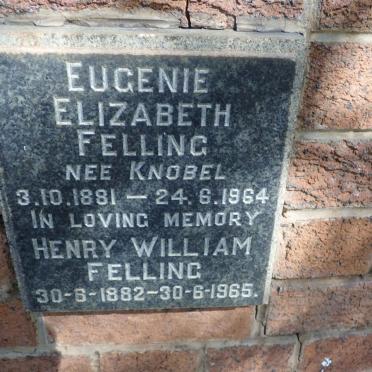 EUGENIE
ELIZABETH
FELLING
NEE KNOBEL
3.10.1881 — 24.6.1964
IN LOVING MEMORY
HENRY WILLIAM
FELLING
30-6-1882-30-6-1965.